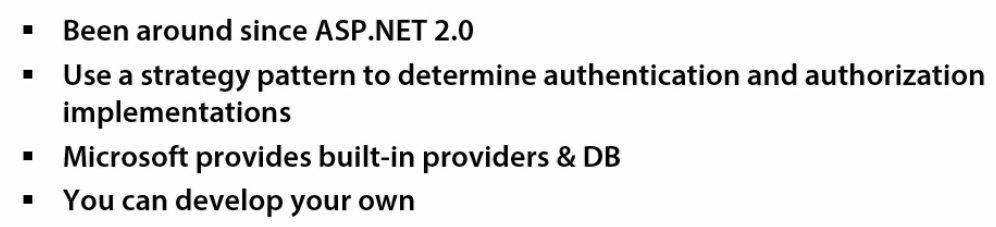 ▪ Been around since ASP.NET 2.0
▪ Use a strategy pattern to determine authentication and authorization
implementations
▪ Microsoft provides built-in providers & DB
▪ You can develop your own